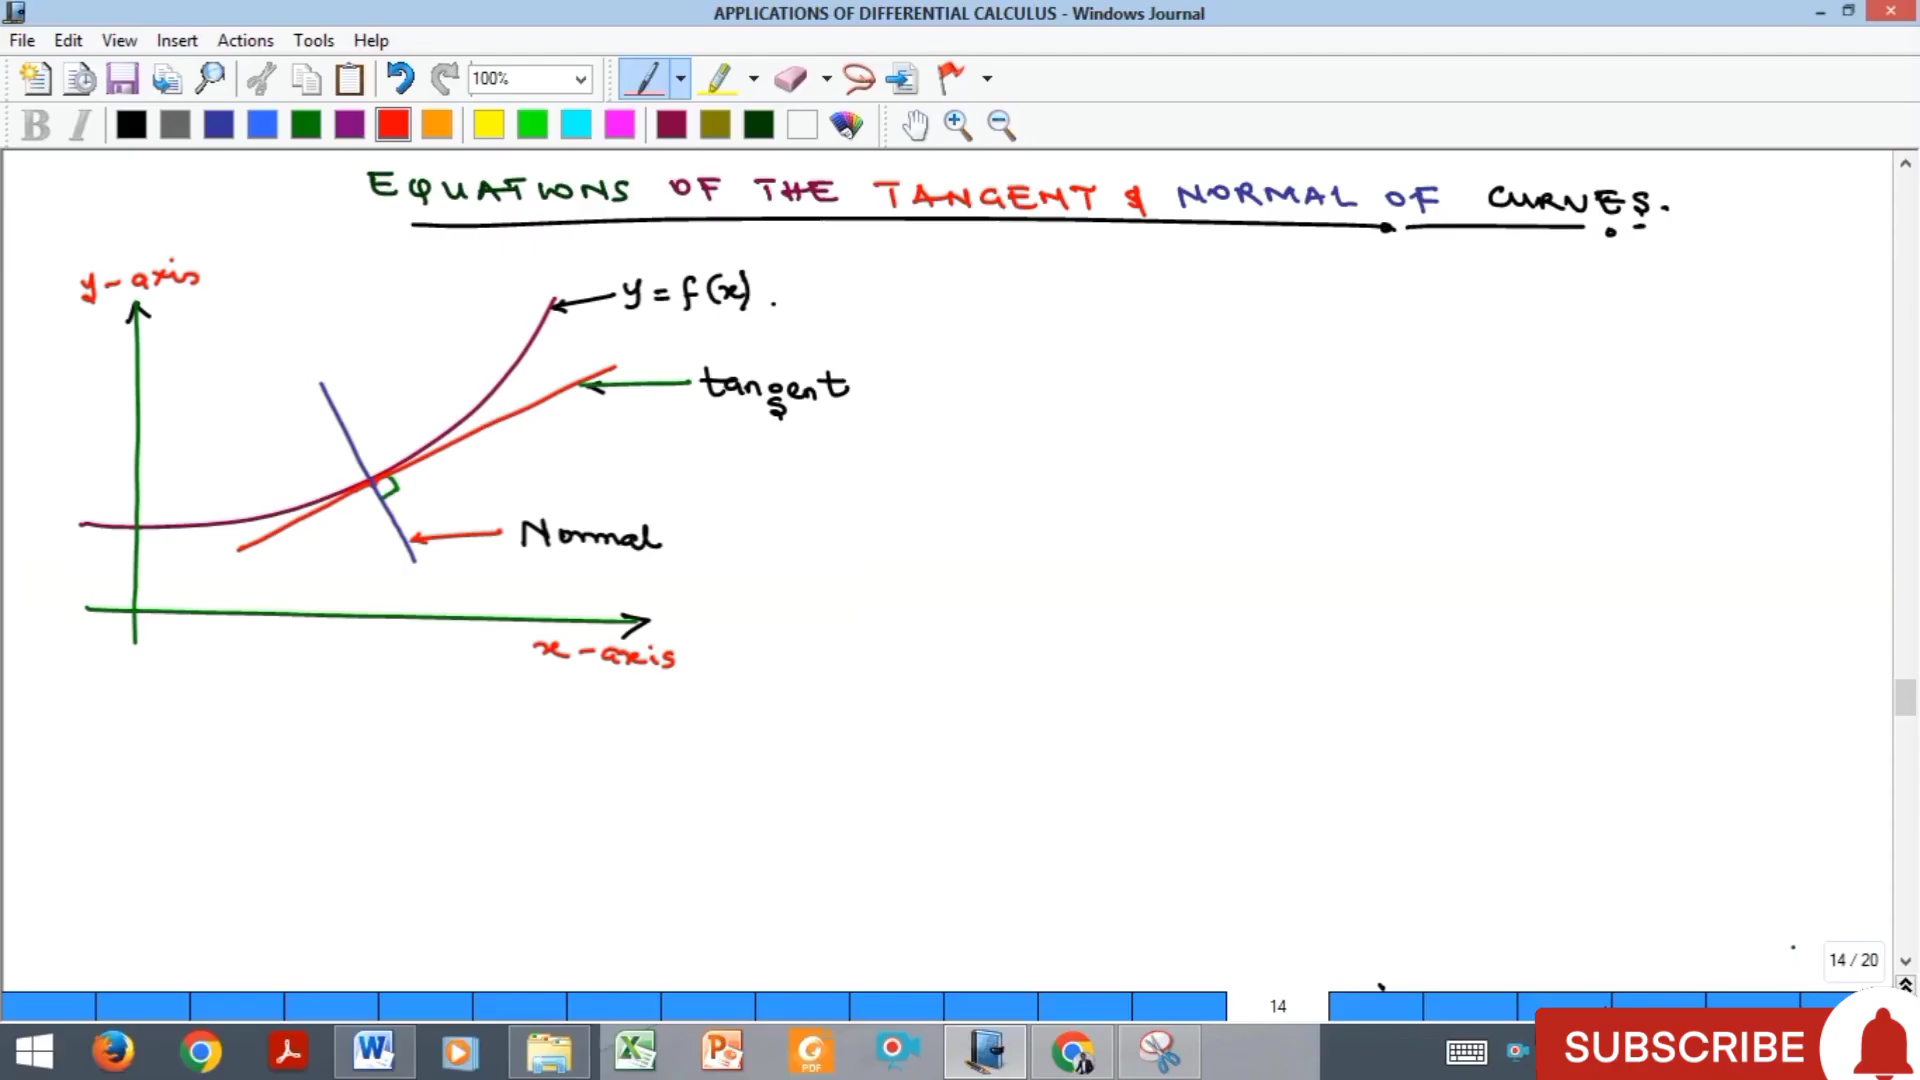 APPLICATIONS OF DIFFERENTIAL CALCULUS - Windows Journal
File Edit View Insert Actions Tools Help
100%
B I
EQUATIONS OF THE TANGENT & NORMAL OF CURVES.
y-axis
y = f(x) .
tangent
Normal
x-axis
14 / 20
14
PDF
SUBSCRIBE